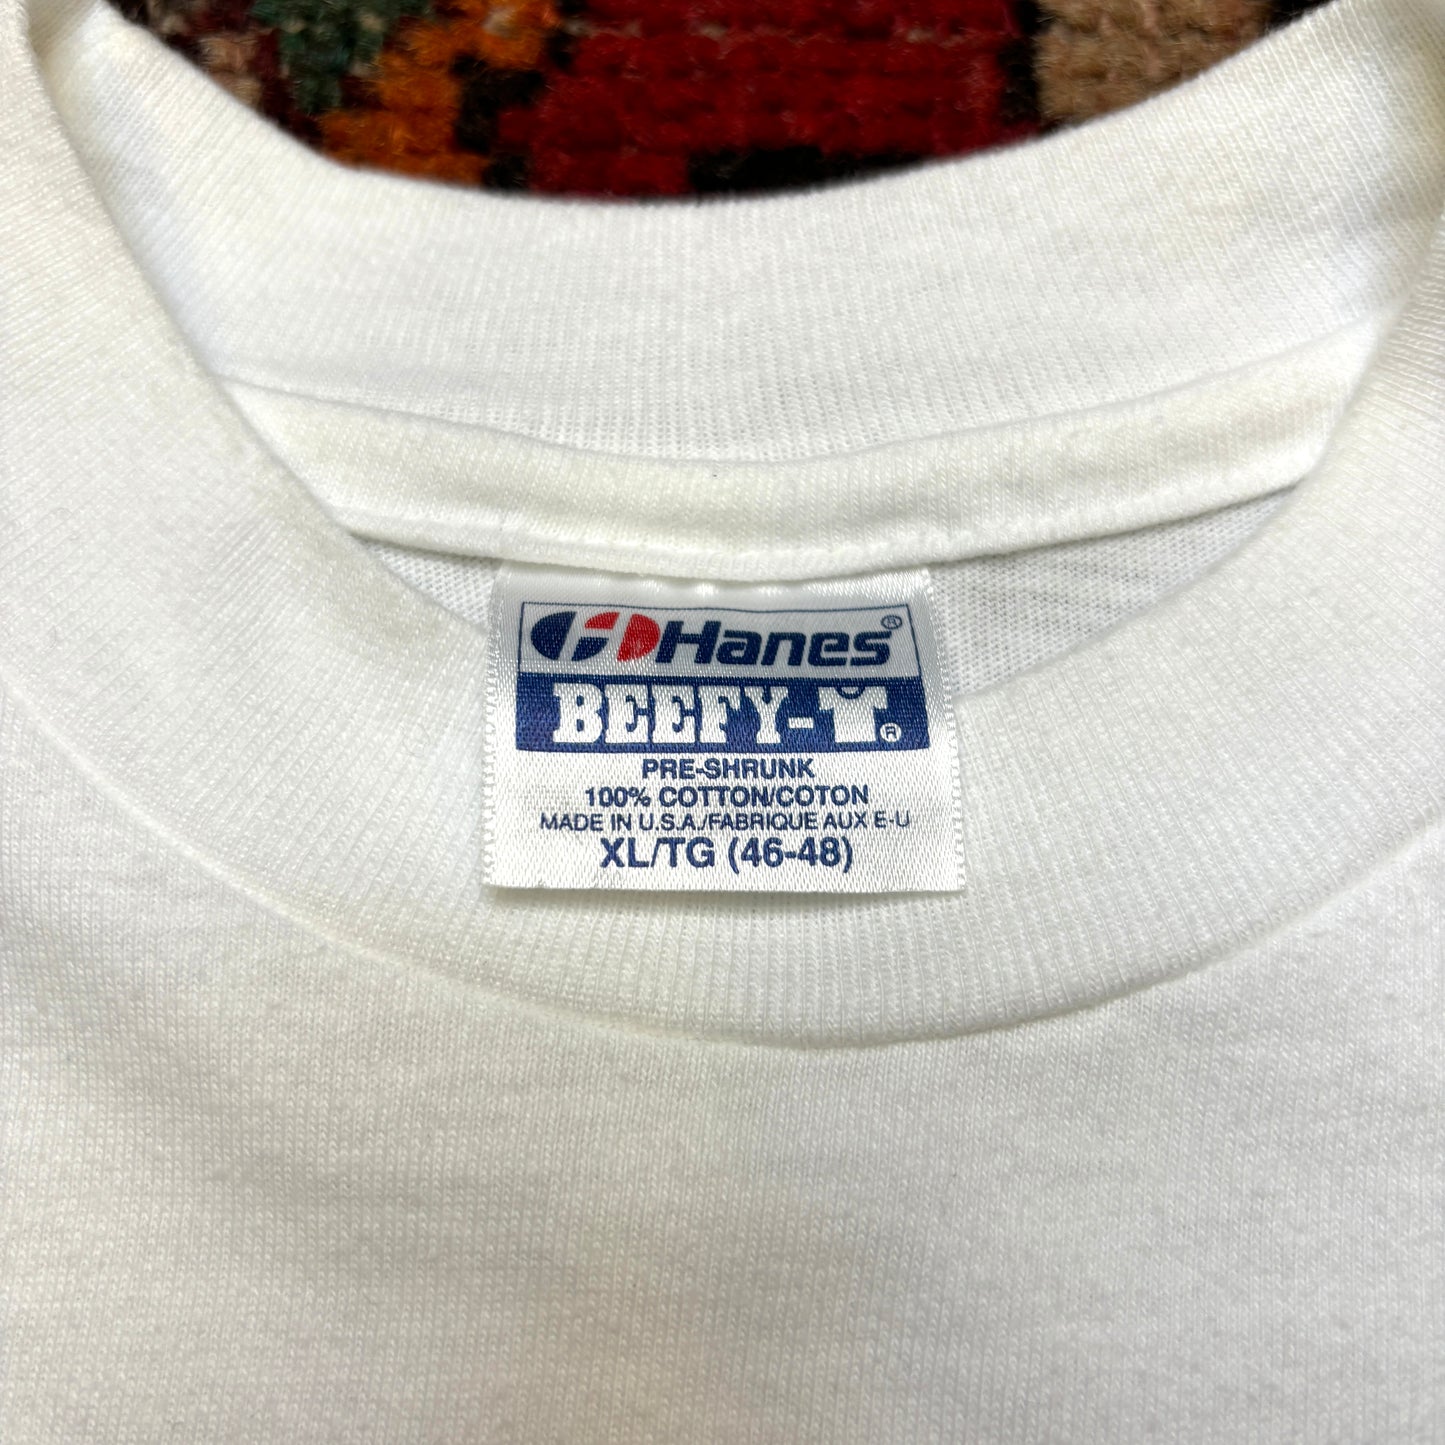 Hanes®
BEEFY-T®
PRE-SHRUNK
100% COTTON/COTON
MADE IN U.S.A./FABRIQUE AUX E-U
XL/TG (46-48)